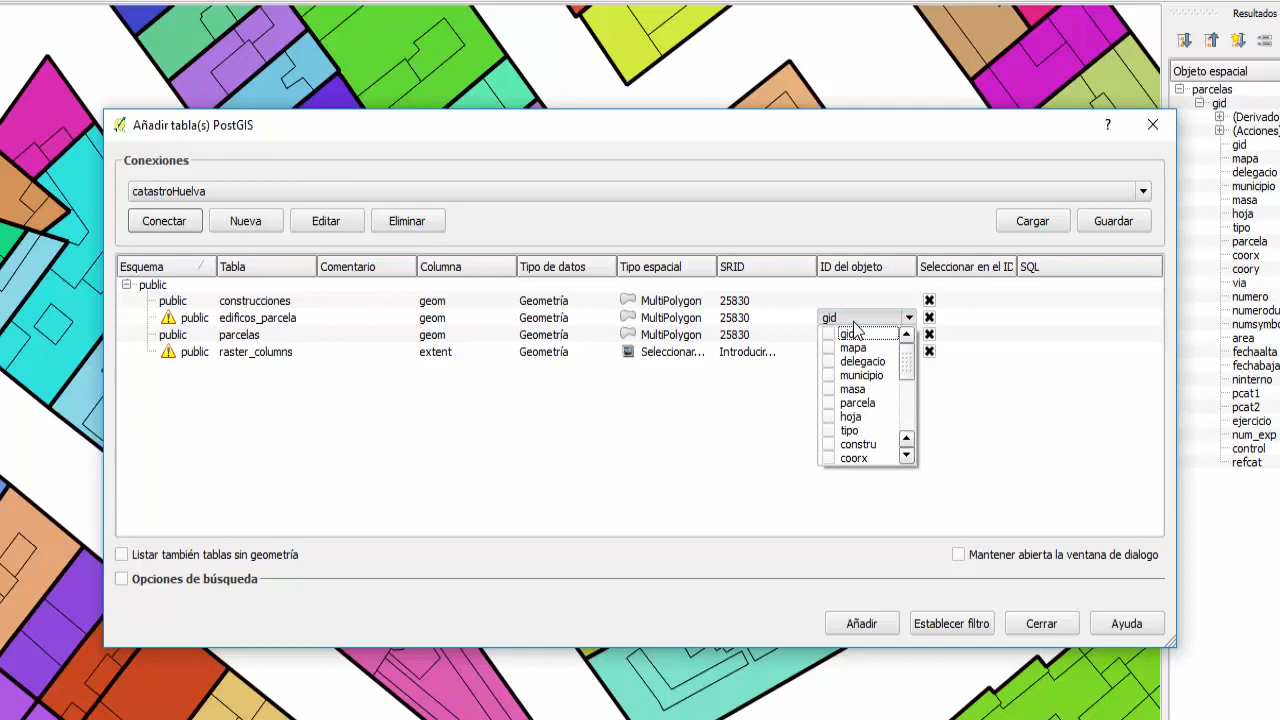 Resultados
Objeto espacial
parcelas
gid
(Derivado
(Acciones
gid
mapa
delegacio
municipio
masa
hoja
tipo
parcela
coorx
coory
via
numero
numerodu
numsymbo
area
fechaalta
fechabaja
ninterno
pcat1
pcat2
ejercicio
num_exp
control
refcat
Añadir tabla(s) PostGIS
?
Conexiones
catastroHuelva
Conectar Nueva Editar Eliminar Cargar Guardar
Esquema Tabla Comentario Columna Tipo de datos Tipo espacial SRID ID del objeto Seleccionar en el ID SQL
public
public construcciones geom Geometría MultiPolygon 25830
public edificos_parcela geom Geometría MultiPolygon 25830 gid
public parcelas geom Geometría MultiPolygon 25830
public raster_columns extent Geometría Seleccionar... Introducir...
gid
mapa
delegacio
municipio
masa
parcela
hoja
tipo
constru
coorx
Listar también tablas sin geometría Mantener abierta la ventana de dialogo
Opciones de búsqueda
Añadir Establecer filtro Cerrar Ayuda